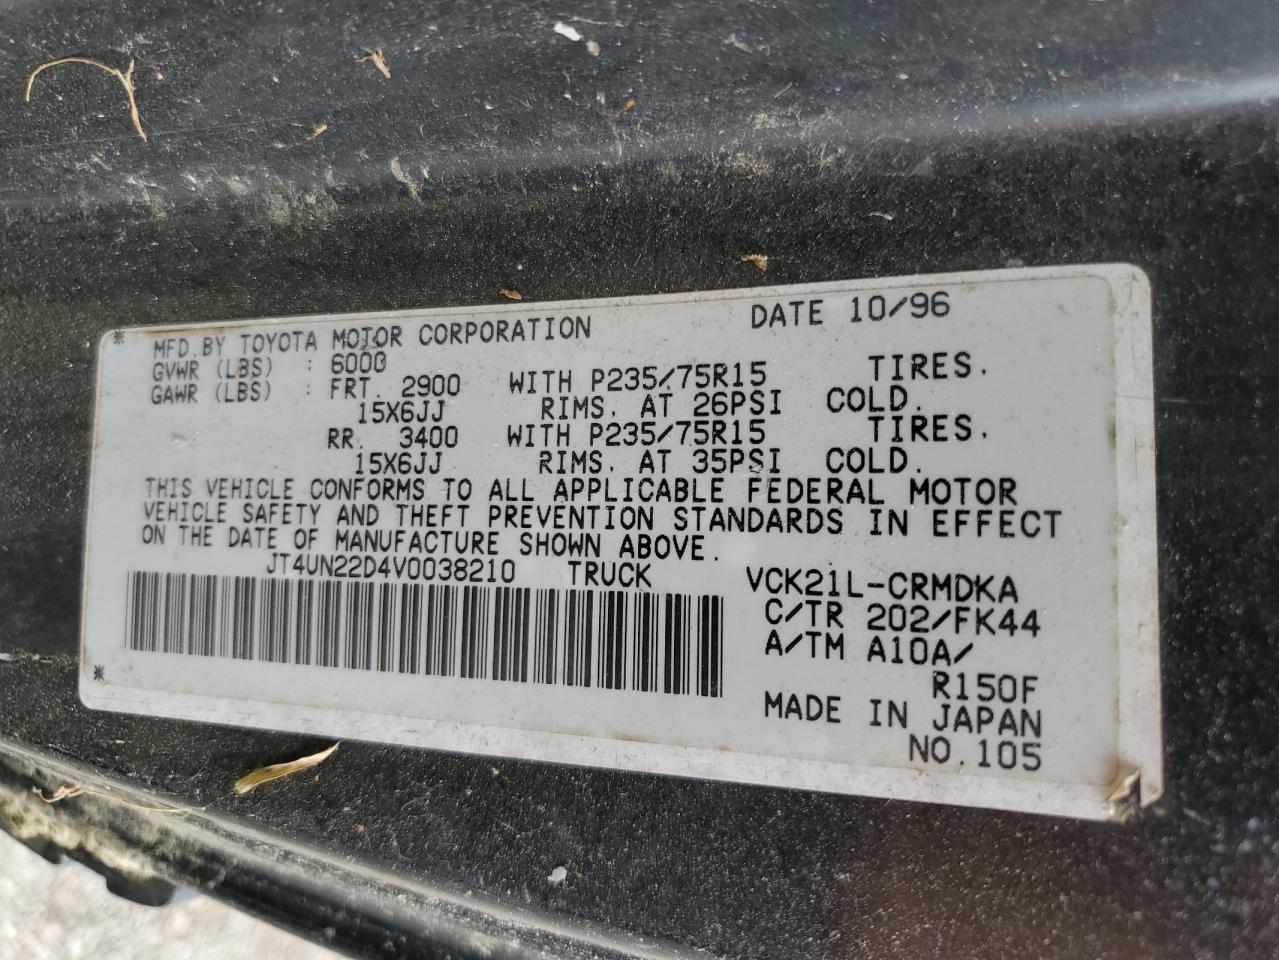 * MFD.BY TOYOTA MOTOR CORPORATION DATE 10/96
GVWR (LBS) : 6000
GAWR (LBS) : FRT. 2900 WITH P235/75R15 TIRES.
15X6JJ RIMS. AT 26PSI COLD.
RR. 3400 WITH P235/75R15 TIRES.
15X6JJ RIMS. AT 35PSI COLD.
THIS VEHICLE CONFORMS TO ALL APPLICABLE FEDERAL MOTOR
VEHICLE SAFETY AND THEFT PREVENTION STANDARDS IN EFFECT
ON THE DATE OF MANUFACTURE SHOWN ABOVE.
JT4UN22D4V0038210 TRUCK VCK21L-CRMDKA
C/TR 202/FK44
A/TM A10A/
R150F
* MADE IN JAPAN
NO.105